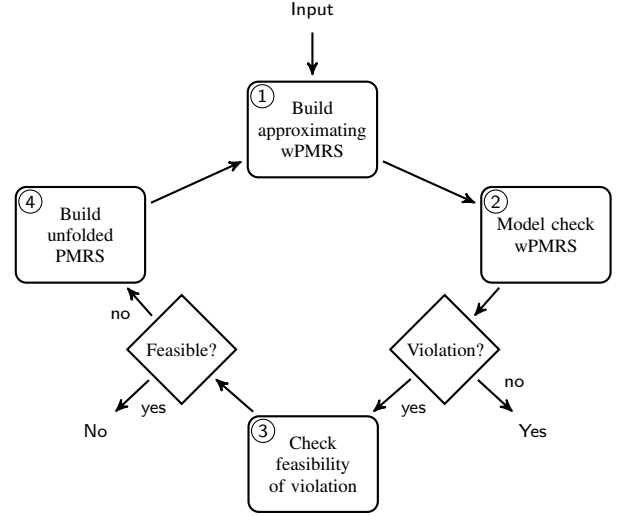 Input
①
Build
approximating
wPMRS
②
Model check
wPMRS
④
Build
unfolded
PMRS
no
Feasible?
yes
No
Violation?
no
yes
Yes
③
Check
feasibility
of violation